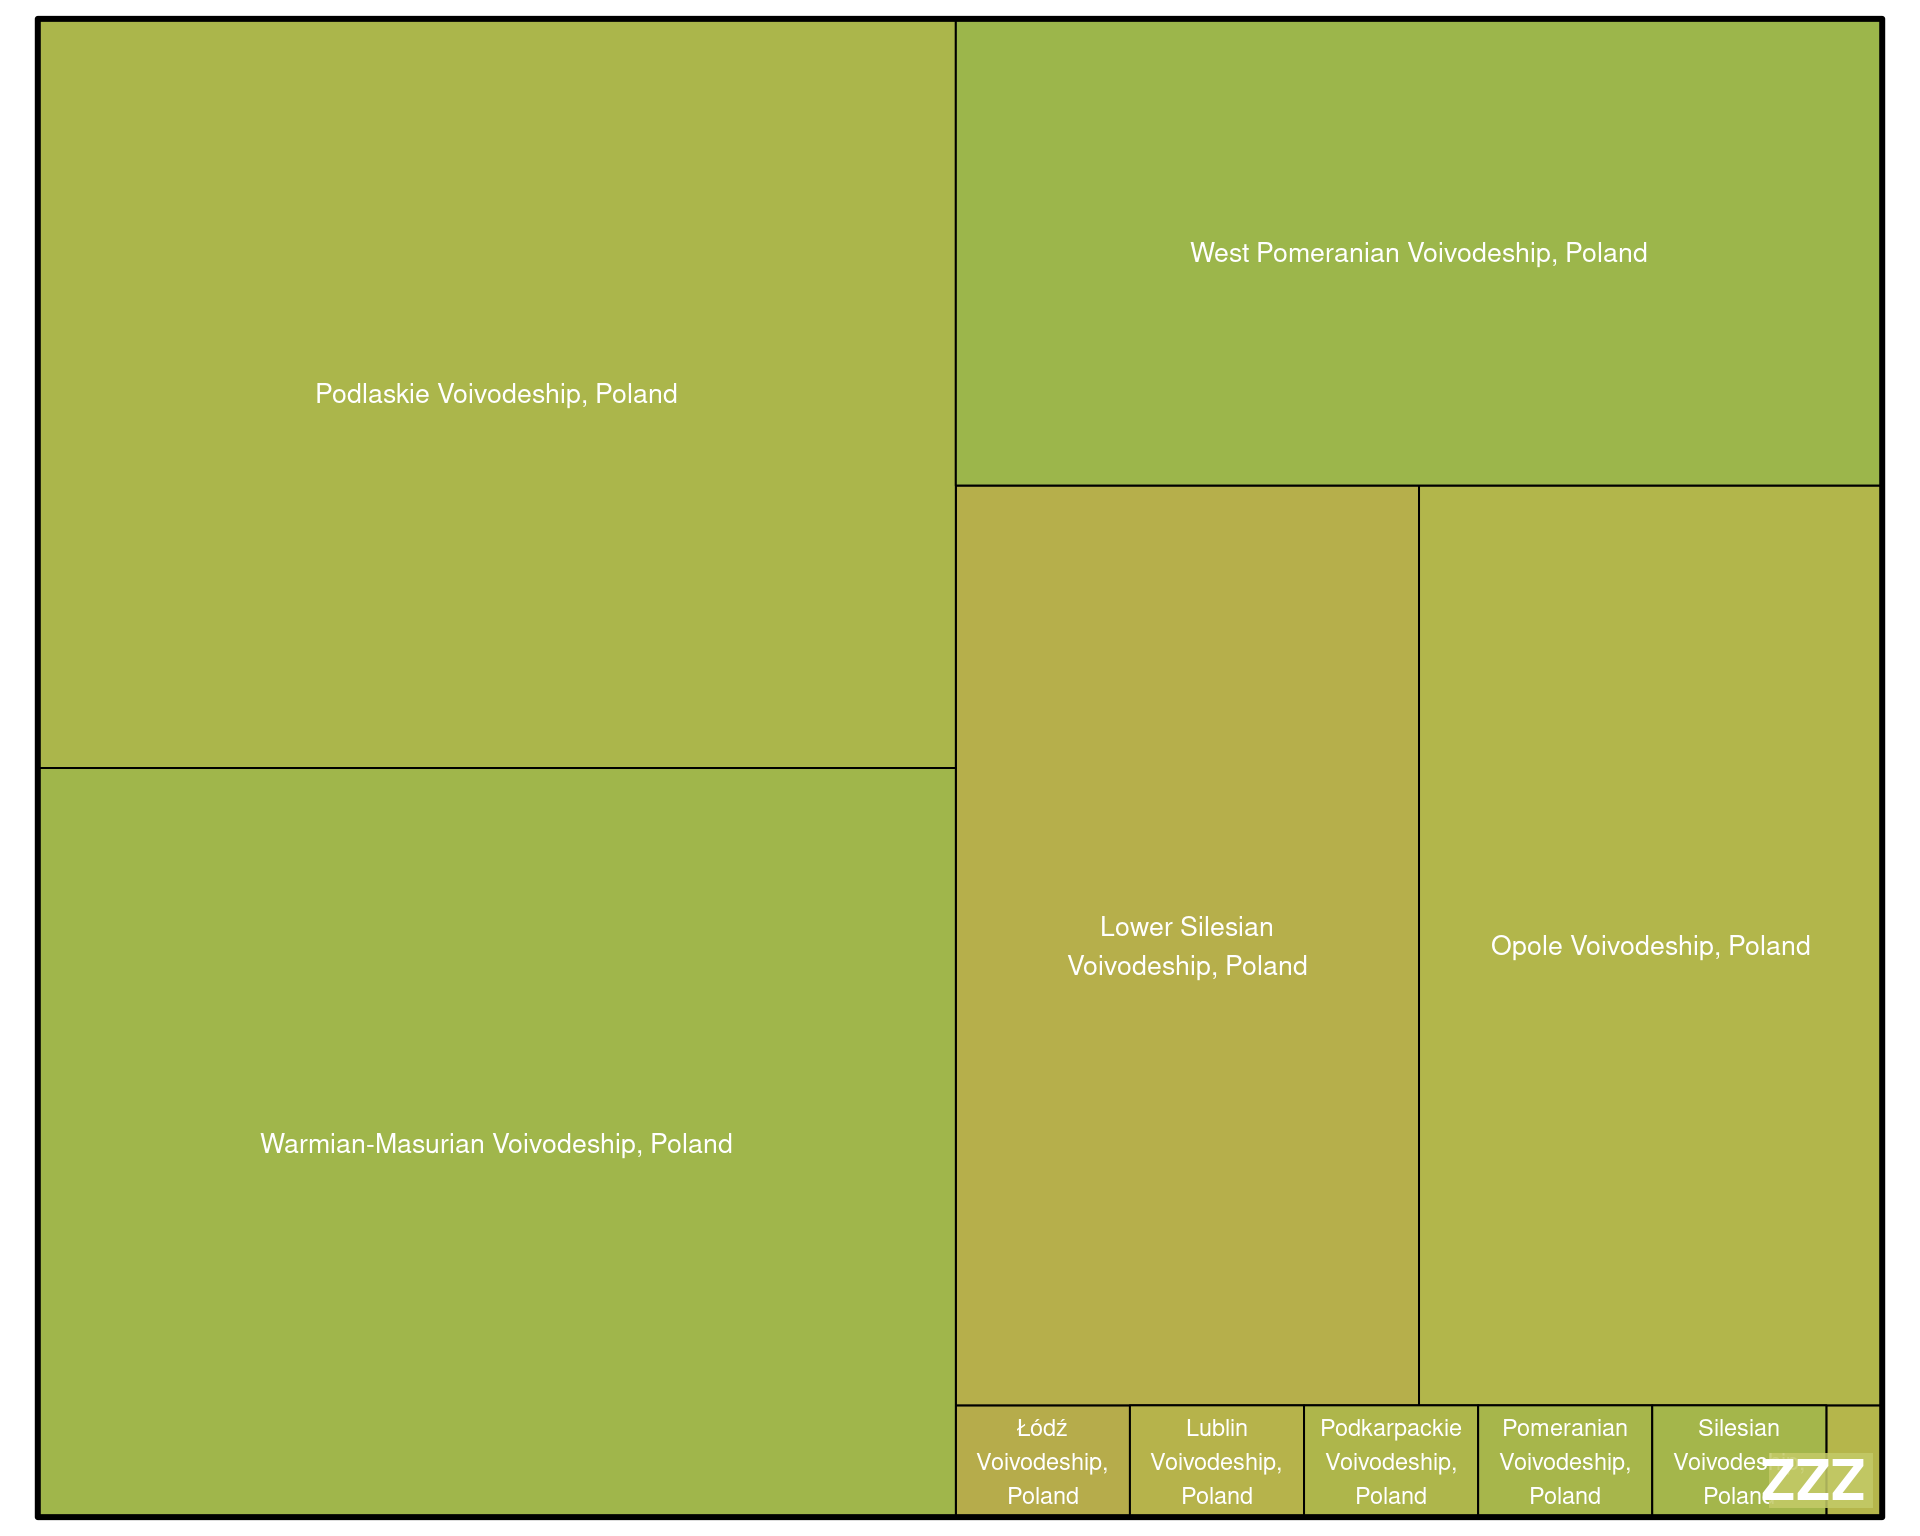 Podlaskie Voivodeship, Poland
West Pomeranian Voivodeship, Poland
Warmian-Masurian Voivodeship, Poland
Lower Silesian
Voivodeship, Poland
Opole Voivodeship, Poland
Łódź
Voivodeship,
Poland
Lublin
Voivodeship,
Poland
Podkarpackie
Voivodeship,
Poland
Pomeranian
Voivodeship,
Poland
Silesian
Poland
ZZZ